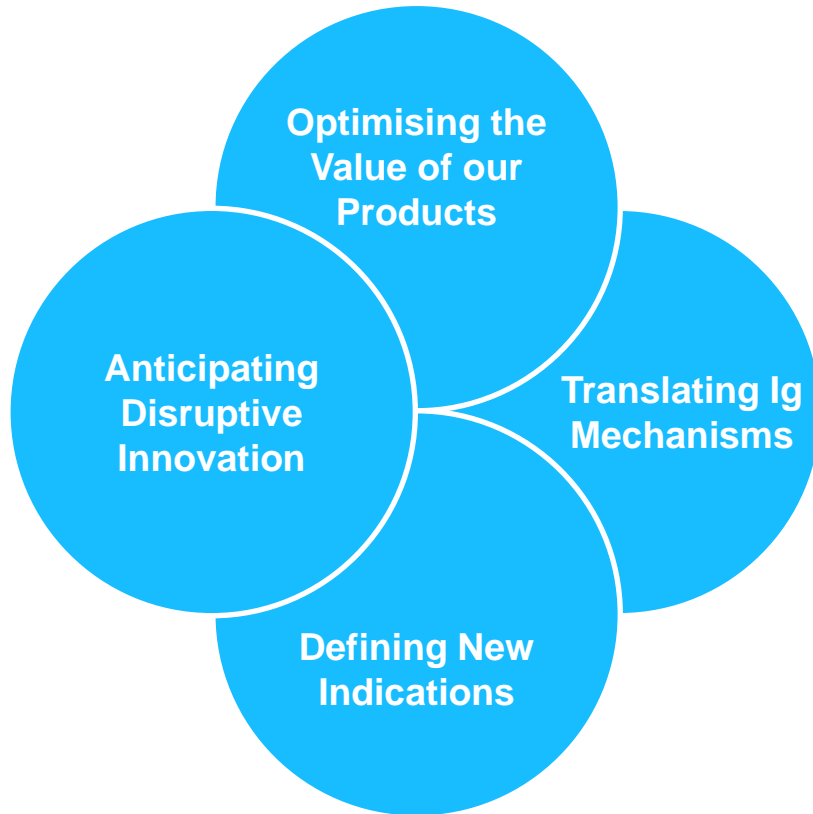 Optimising the
Value of our
Products
Anticipating
Disruptive
Innovation
Translating Ig
Mechanisms
Defining New
Indications